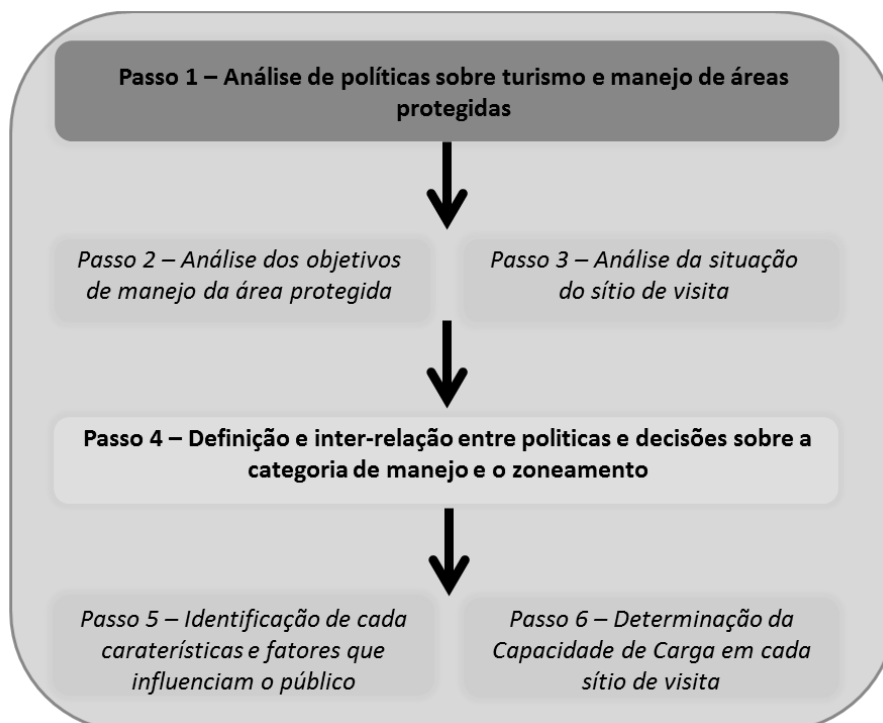 Passo 1 – Análise de políticas sobre turismo e manejo de áreas
protegidas
Passo 2 – Análise dos objetivos
de manejo da área protegida
Passo 3 – Análise da situação
do sítio de visita
Passo 4 – Definição e inter-relação entre politicas e decisões sobre a
categoria de manejo e o zoneamento
Passo 5 – Identificação de cada
caraterísticas e fatores que
influenciam o público
Passo 6 – Determinação da
Capacidade de Carga em cada
sítio de visita